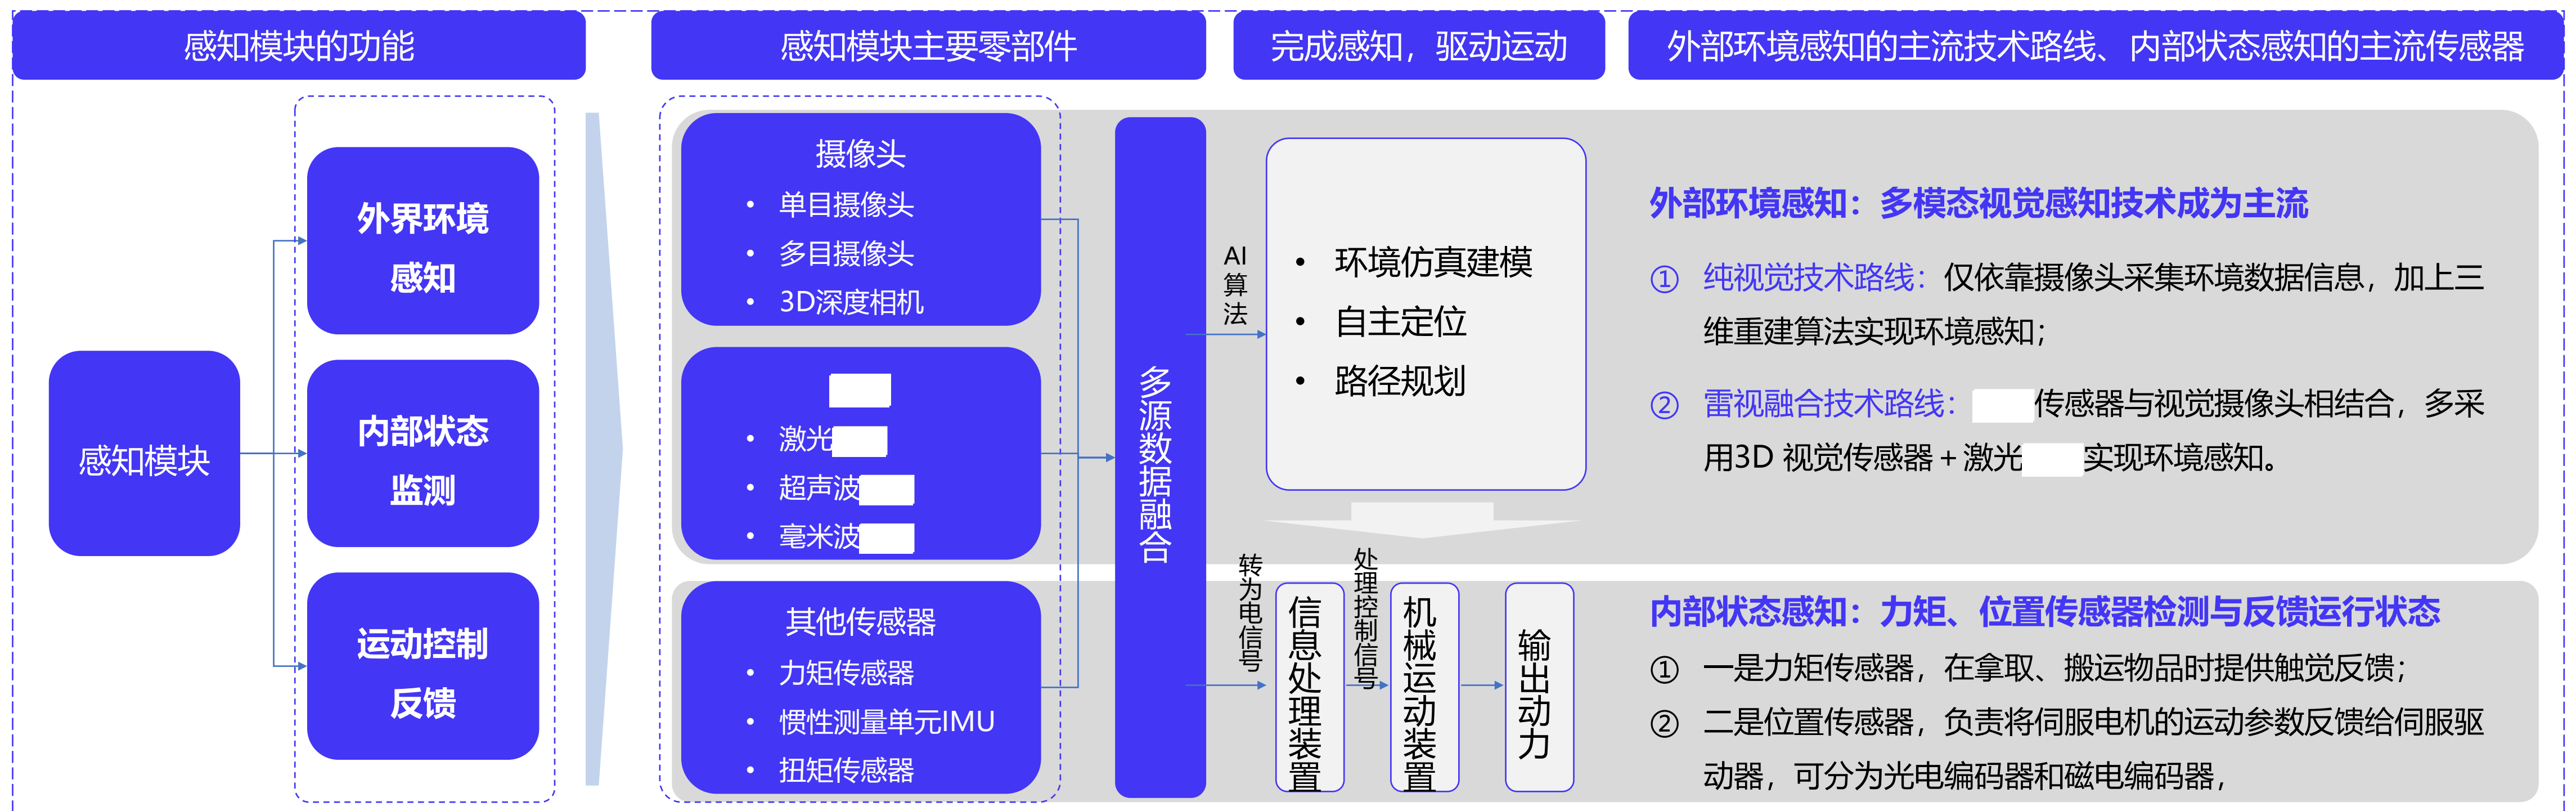 感知模块的功能
感知模块主要零部件
完成感知，驱动运动
外部环境感知的主流技术路线、内部状态感知的主流传感器
感知模块
外界环境
感知
内部状态
监测
运动控制
反馈
摄像头
• 单目摄像头
• 多目摄像头
• 3D深度相机
• 激光
• 超声波
• 毫米波
其他传感器
• 力矩传感器
• 惯性测量单元IMU
• 扭矩传感器
多源数据融合
AI算法
• 环境仿真建模
• 自主定位
• 路径规划
转为电信号
信息处理装置
处理控制信号
机械运动装置
输出动力
外部环境感知：多模态视觉感知技术成为主流
① 纯视觉技术路线：仅依靠摄像头采集环境数据信息，加上三
维重建算法实现环境感知；
② 雷视融合技术路线：传感器与视觉摄像头相结合，多采
用3D 视觉传感器＋激光实现环境感知。
内部状态感知：力矩、位置传感器检测与反馈运行状态
① 一是力矩传感器，在拿取、搬运物品时提供触觉反馈；
② 二是位置传感器，负责将伺服电机的运动参数反馈给伺服驱
动器，可分为光电编码器和磁电编码器，